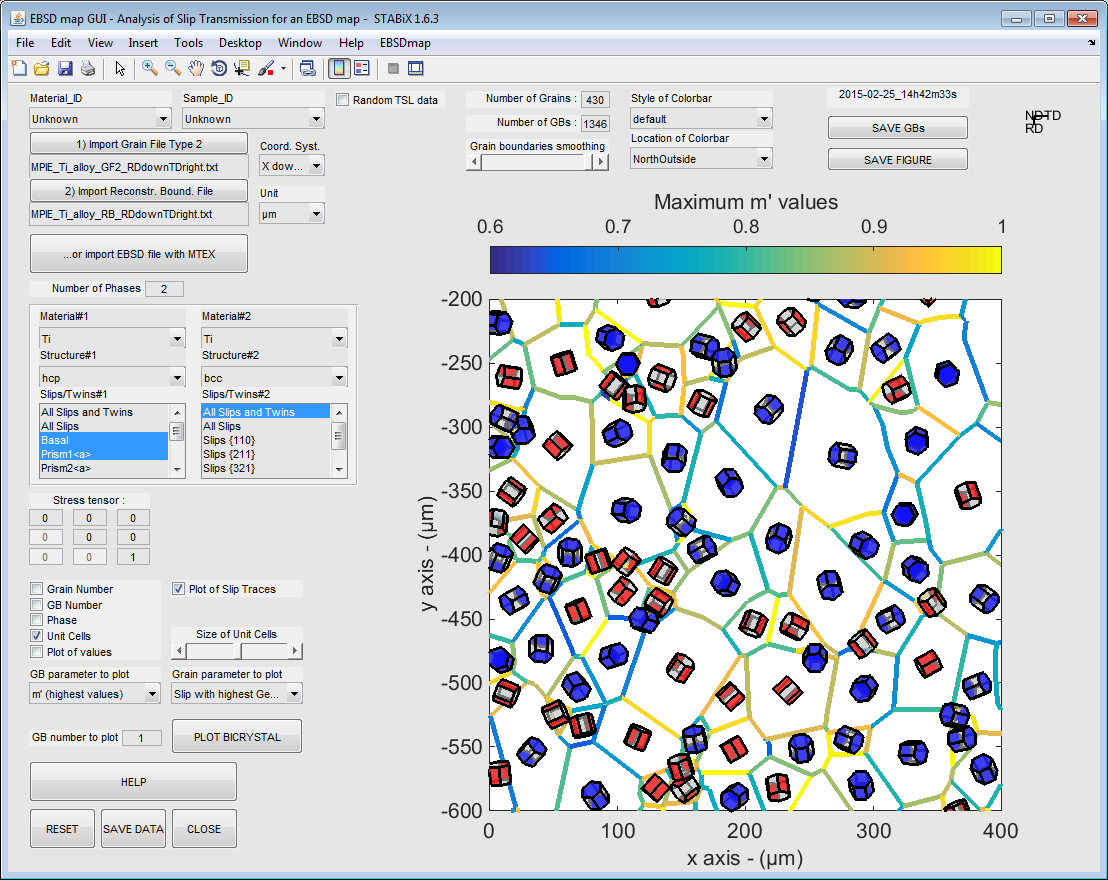 EBSD map GUI - Analysis of Slip Transmission for an EBSD map - STABiX 1.6.3
File Edit View Insert Tools Desktop Window Help EBSDmap
Material_ID
Unknown
Sample_ID
Unknown
Random TSL data
1) Import Grain File Type 2
MPIE_Ti_alloy_GF2_RDdownTDright.txt
2) Import Reconstr. Bound. File
MPIE_Ti_alloy_RB_RDdownTDright.txt
...or import EBSD file with MTEX
Coord. Syst.
X dow...
Unit
µm
Number of Grains : 430
Number of GBs : 1346
Grain boundaries smoothing
Style of Colorbar
default
Location of Colorbar
NorthOutside
2015-02-25_14h42m33s
SAVE GBs
SAVE FIGURE
NDTD
RD
Number of Phases 2
Material#1
Ti
Structure#1
hcp
Slips/Twins#1
All Slips and Twins
All Slips
Basal
Prism1<a>
Prism2<a>
Material#2
Ti
Structure#2
bcc
Slips/Twins#2
All Slips and Twins
All Slips
Slips {110}
Slips {211}
Slips {321}
Stress tensor :
0 0 0
0 0 0
0 0 1
Grain Number
GB Number
Phase
Unit Cells
Plot of values
Plot of Slip Traces
Size of Unit Cells
GB parameter to plot
m' (highest values)
Grain parameter to plot
Slip with highest Ge...
GB number to plot 1
PLOT BICRYSTAL
HELP
RESET
SAVE DATA
CLOSE
Maximum m' values
0.6 0.7 0.8 0.9 1
-200
-250
-300
-350
-400
-450
-500
-550
-600
y axis - (µm)
0 100 200 300 400
x axis - (µm)